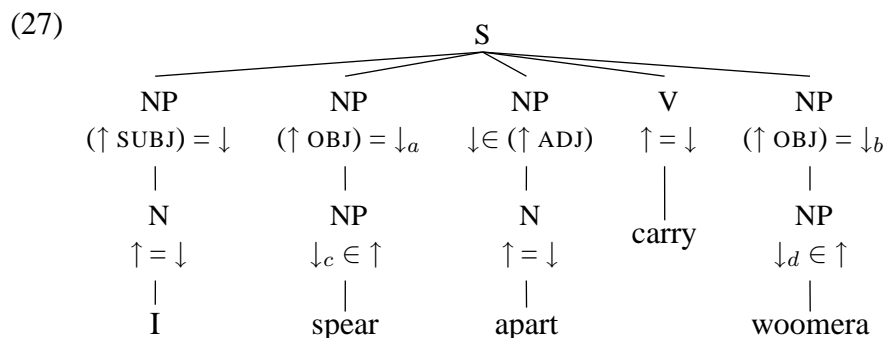 (27)
S
NP NP NP V NP
(↑ SUBJ) = ↓ (↑ OBJ) = ↓a ↓∈ (↑ ADJ) ↑ = ↓ (↑ OBJ) = ↓b
N NP N NP
↑ = ↓ ↓c ∈ ↑ ↑ = ↓ carry ↓d ∈ ↑
I spear apart woomera